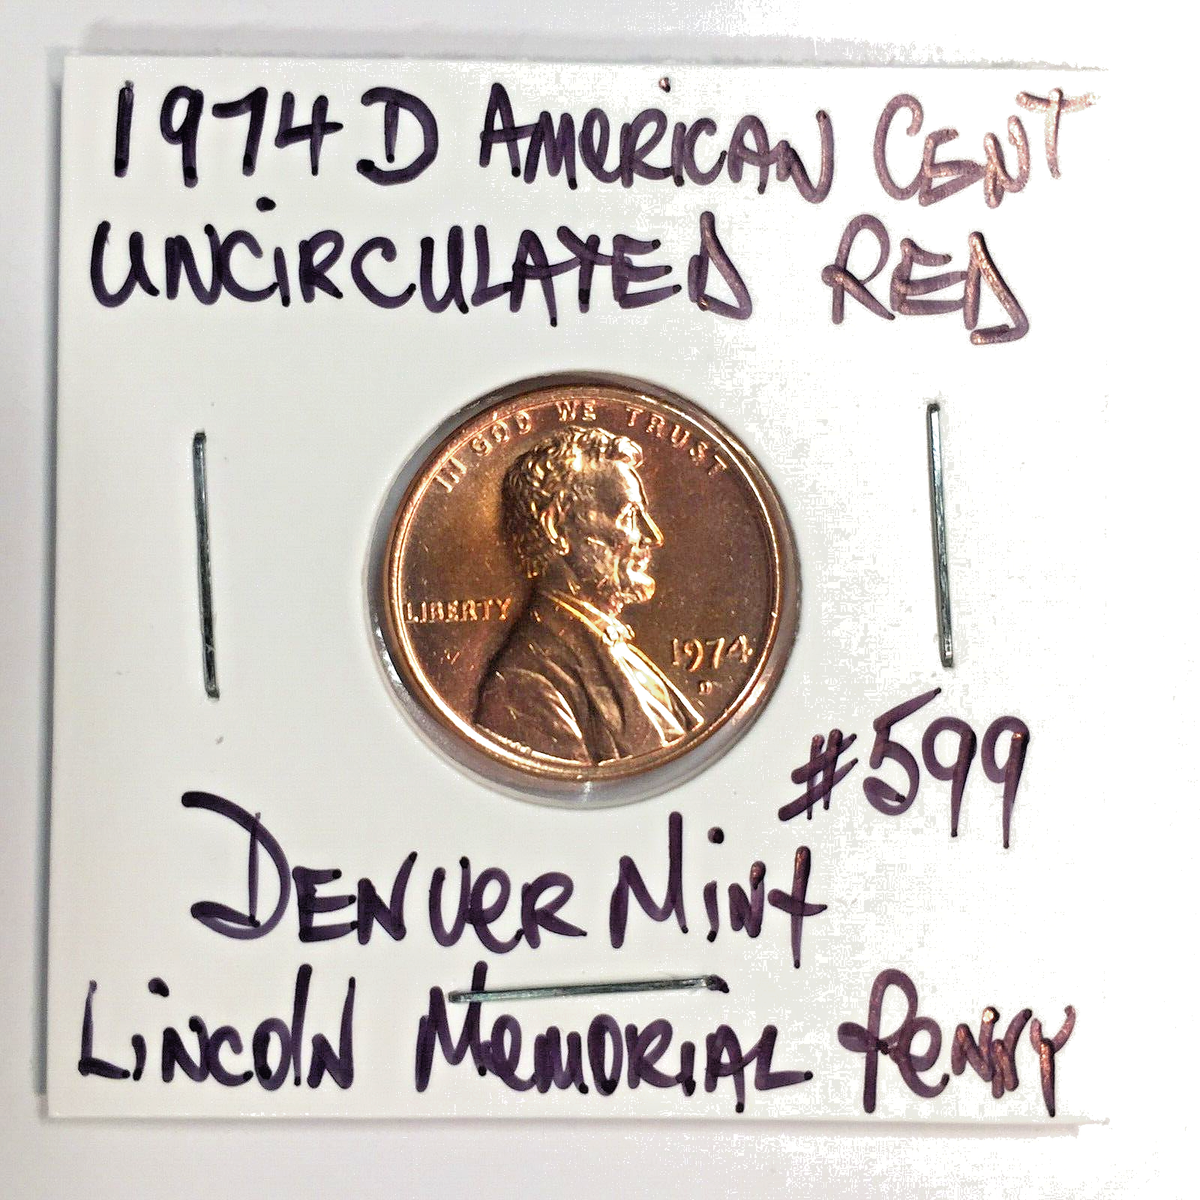 1974 D AMeRiCAN CENT
UNCiRCULATED RED
IN GOD WE TRUST
LIBERTY
1974
D
#599
DENVeR MiNt
LiNcolN MeMORiAL PeNNY